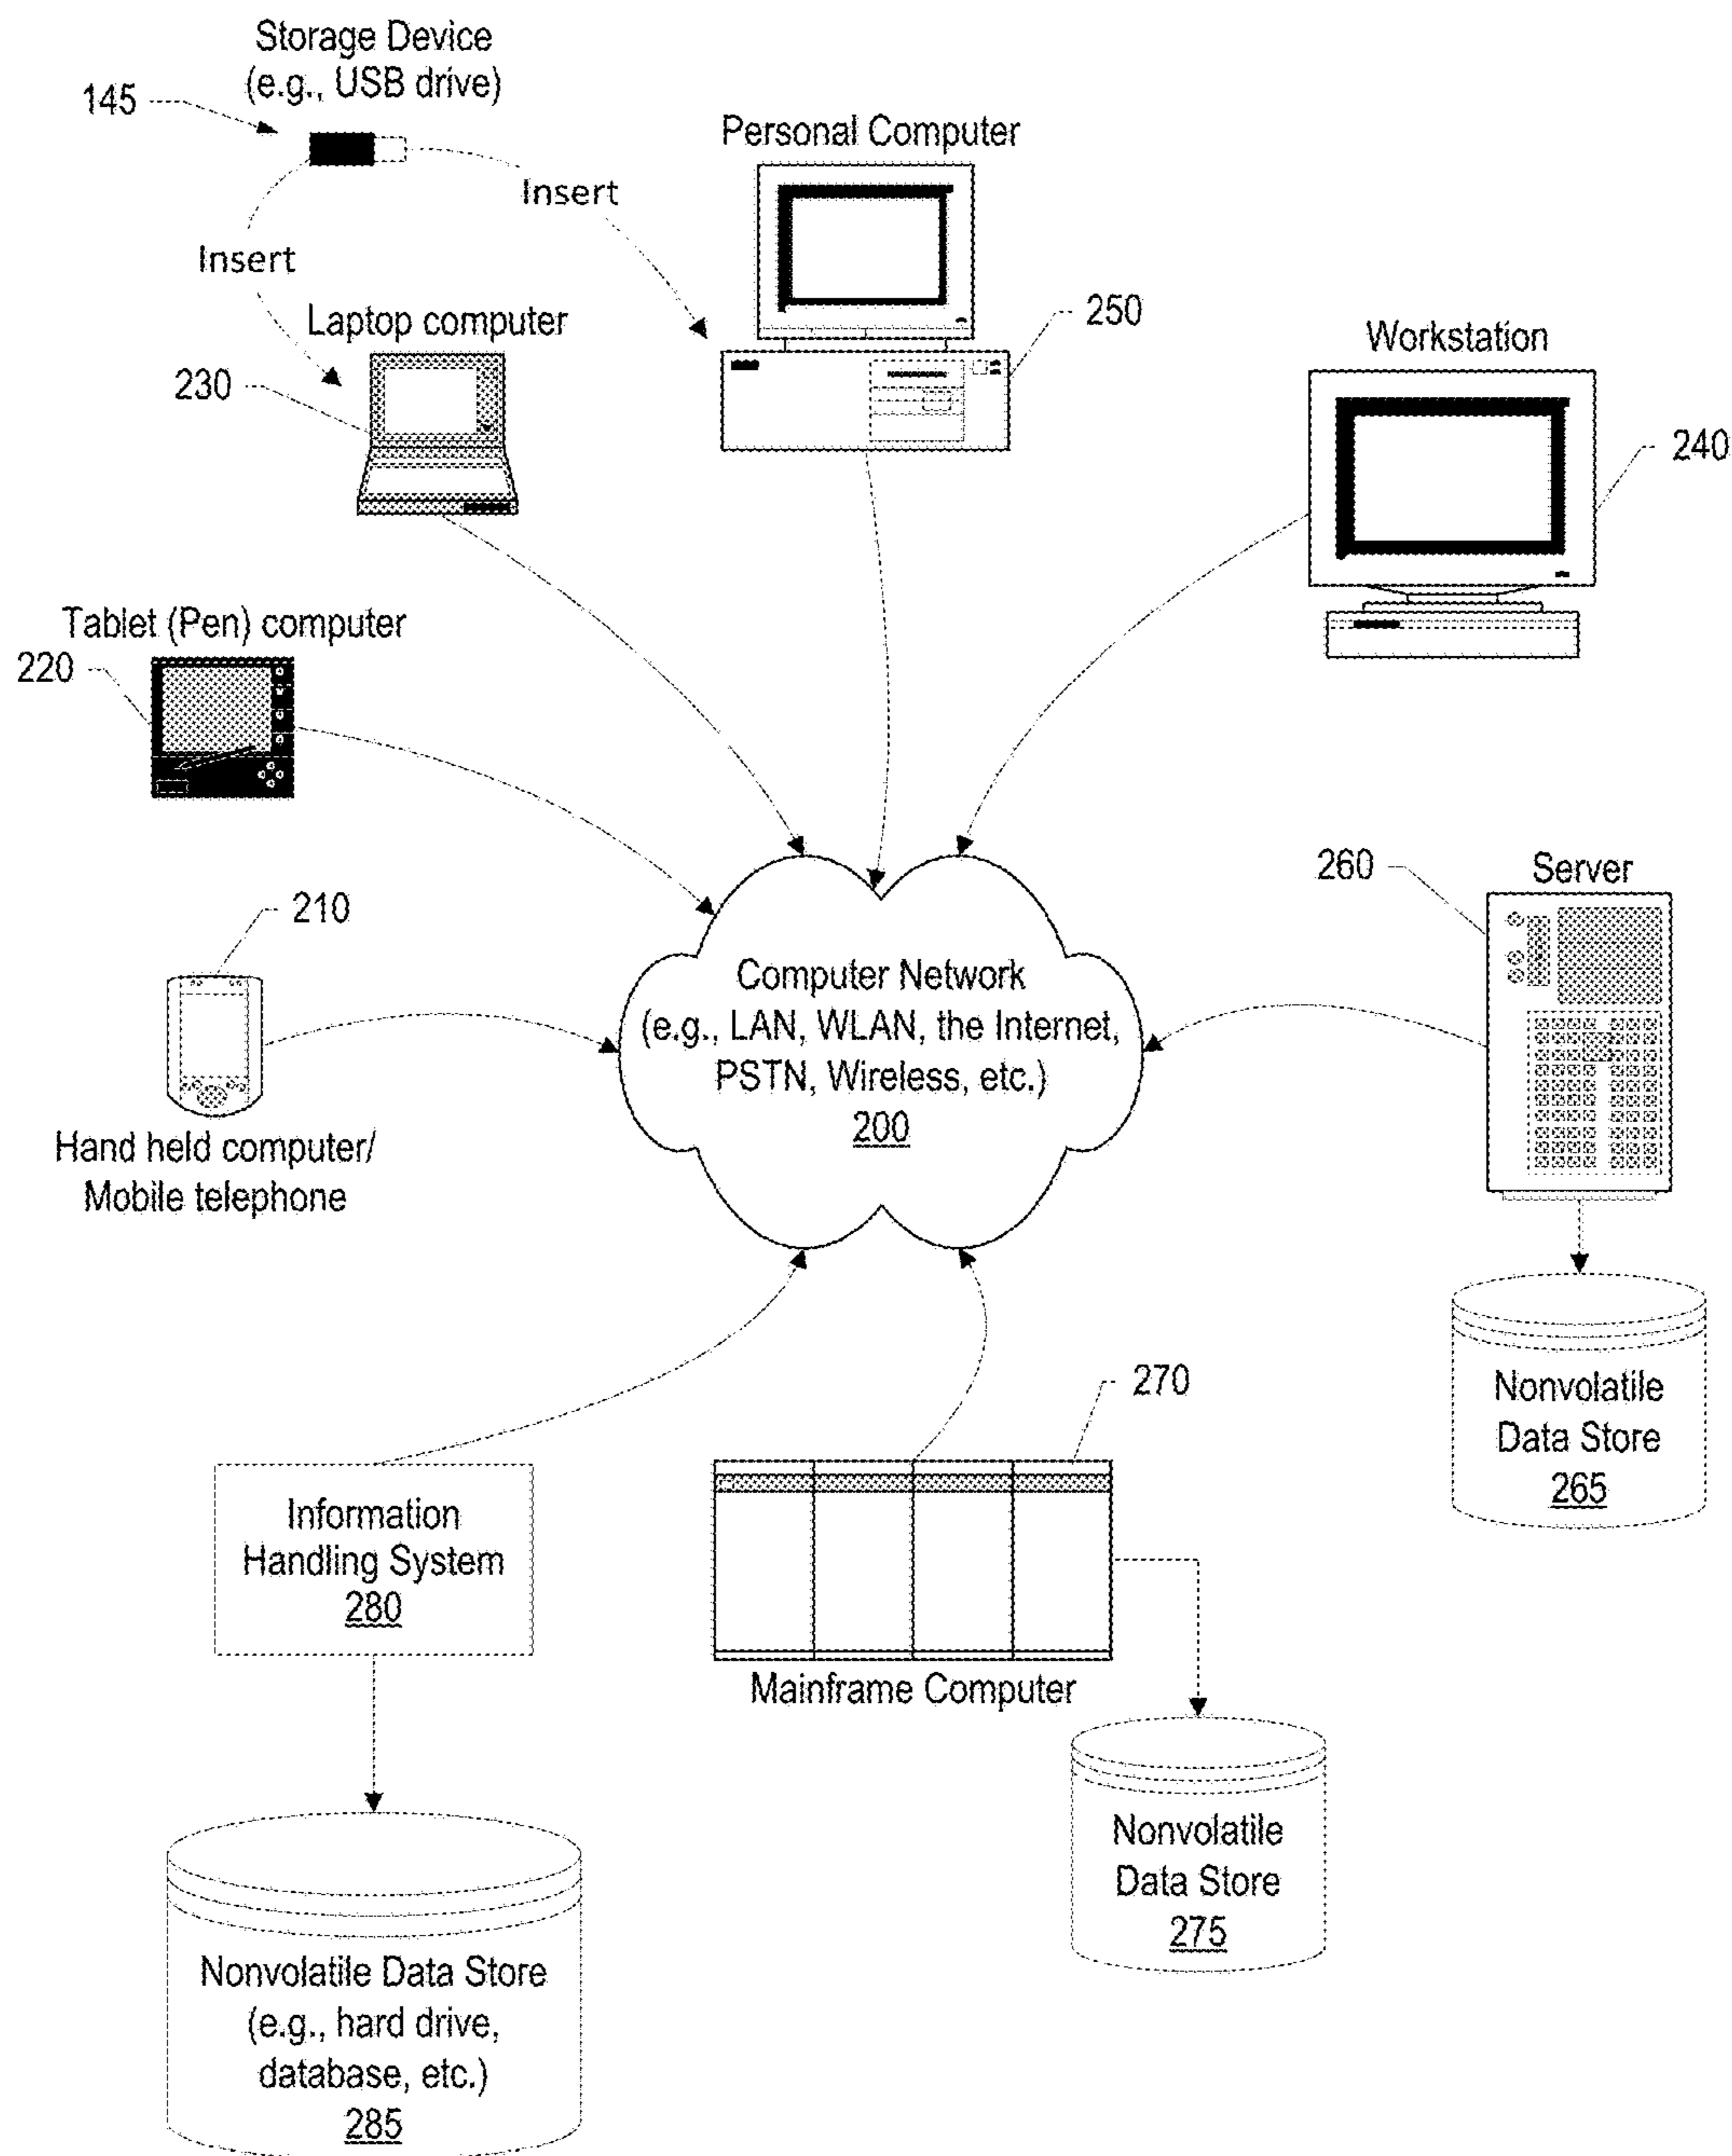 Storage Device
(e.g., USB drive)
145
Insert
Insert
Personal Computer
250
Laptop computer
230
Workstation
240
Tablet (Pen) computer
220
210
Hand held computer/
Mobile telephone
Computer Network
(e.g., LAN, WLAN, the Internet,
PSTN, Wireless, etc.)
200
260
Server
Nonvolatile
Data Store
265
270
Mainframe Computer
Information
Handling System
280
Nonvolatile
Data Store
275
Nonvolatile Data Store
(e.g., hard drive,
database, etc.)
285